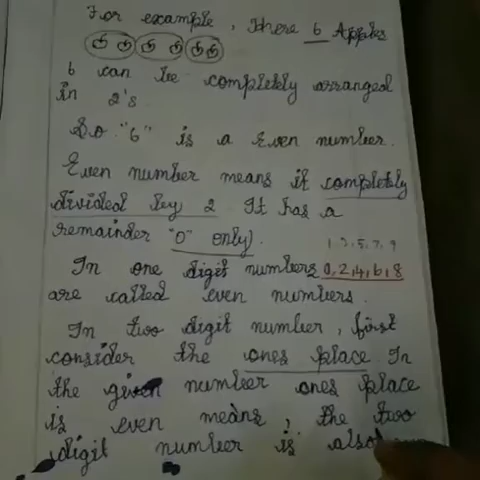 For example, There 6 Apples
6 can be completely arranged
in 2's
So "6" is a Even number.
Even number means it completely
divided by 2 It has a
remainder "0" only).
1, 3, 5, 7, 9
In one digit numbers 0, 2, 4, 6, 8
are called even numbers.
In two digit number, first
consider the ones place. In
the given number ones place
is even means, the two
digit number is also